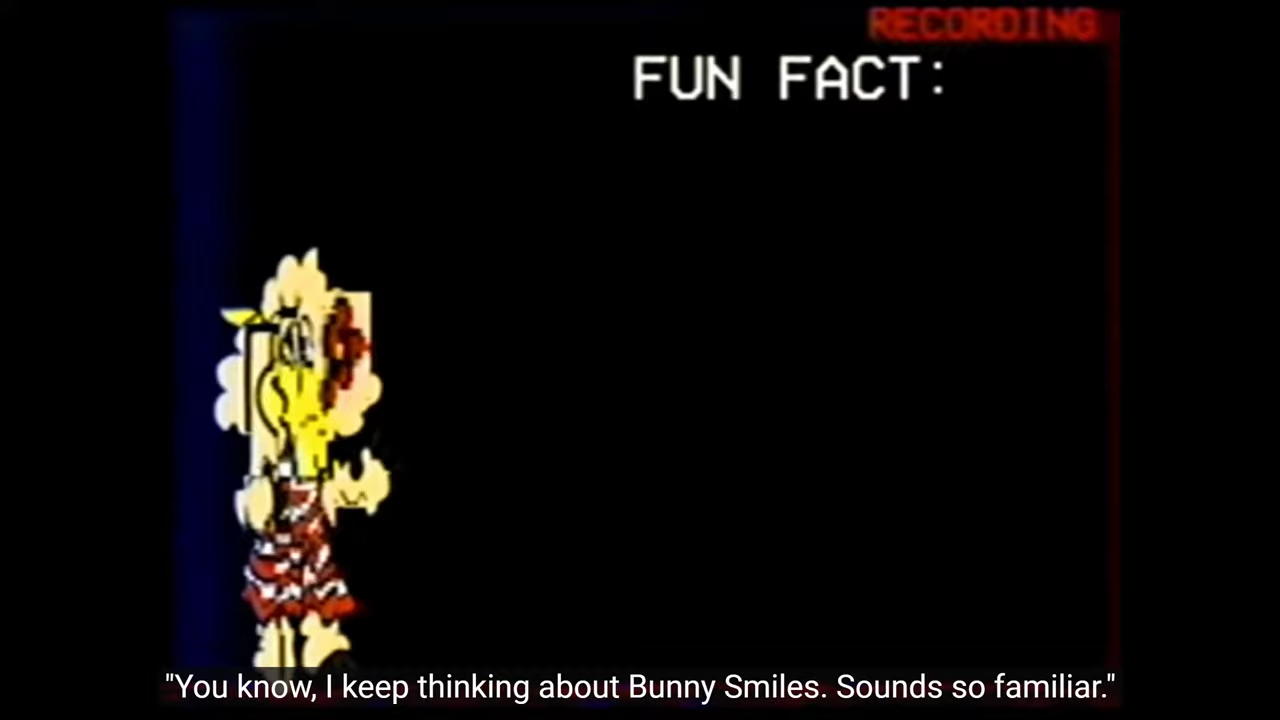 RECORDING
FUN FACT:
"You know, I keep thinking about Bunny Smiles. Sounds so familiar."